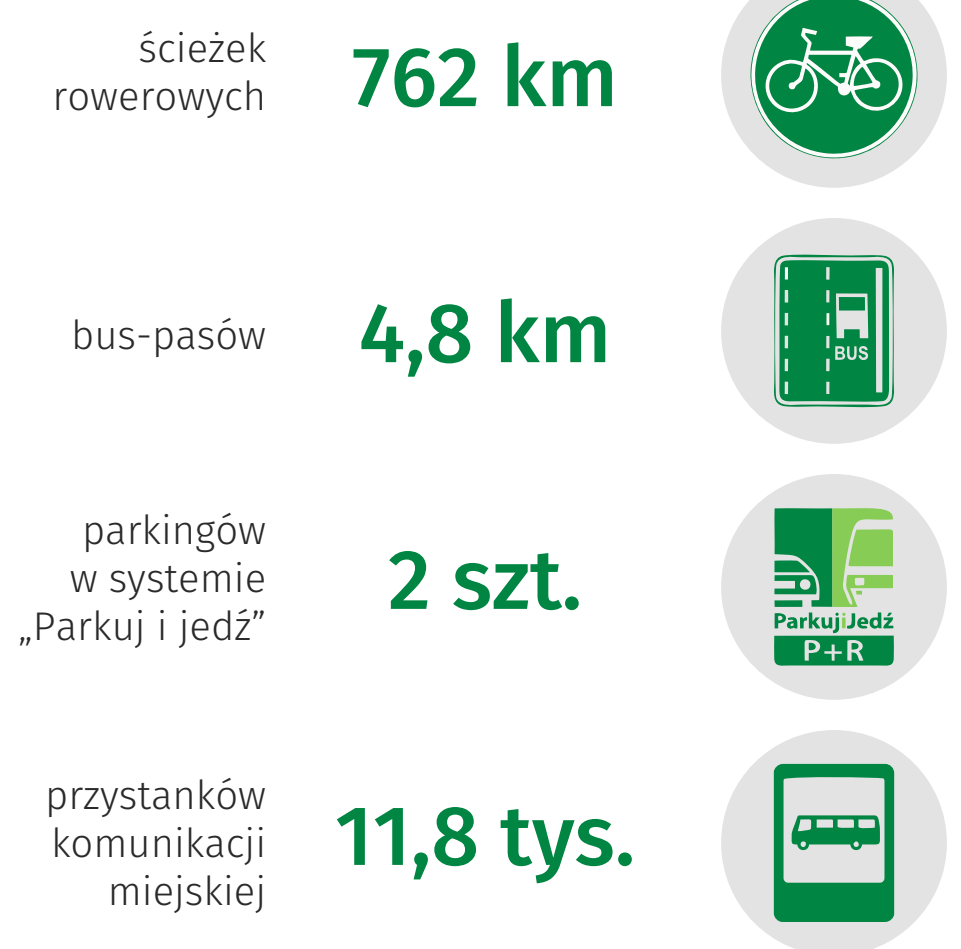 ścieżek
rowerowych
762 km
bus-pasów
4,8 km
BUS
parkingów
w systemie
„Parkuj i jedź”
2 szt.
ParkujiJedź
P+R
przystanków
komunikacji
miejskiej
11,8 tys.